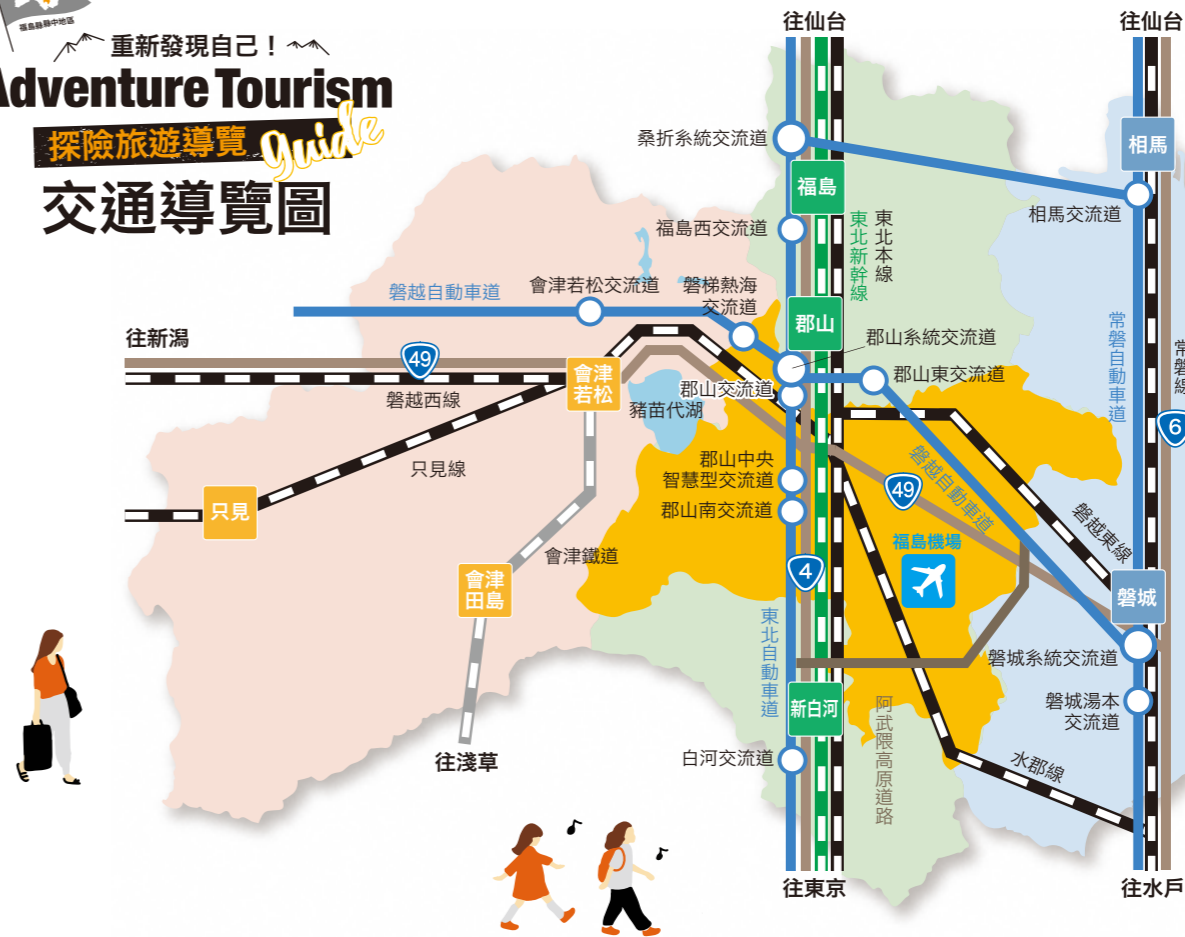 福島縣縣中地區
重新發現自己！
Adventure Tourism
探險旅遊導覽 guide
交通導覽圖
往仙台
往仙台
桑折系統交流道
相馬
福島
相馬交流道
福島西交流道
東北新幹線
東北本線
磐越自動車道
會津若松交流道
磐梯熱海
交流道
常磐自動車道
常磐線
往新潟
郡山
郡山系統交流道
49
會津
若松
郡山交流道
郡山東交流道
磐越西線
豬苗代湖
6
只見線
郡山中央
智慧型交流道
磐越自動車道
49
只見
郡山南交流道
磐越東線
福島機場
會津鐵道
會津
田島
4
磐城
東北自動車道
磐城系統交流道
新白河
阿武隈高原道路
磐城湯本
交流道
往淺草
白河交流道
水郡線
往東京
往水戶